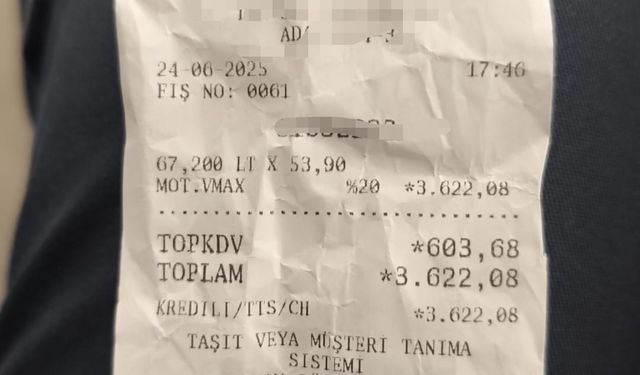 24-06-2025 17:46
FIŞ NO: 0061
67,200 LT X 53,90
MOT.VMAX %20 *3.622,08
TOPKDV *603,68
TOPLAM *3.622,08
KREDILI/TTS/CH *3.622,08
TAŞIT VEYA MÜŞTERİ TANIMA
SISTEMI